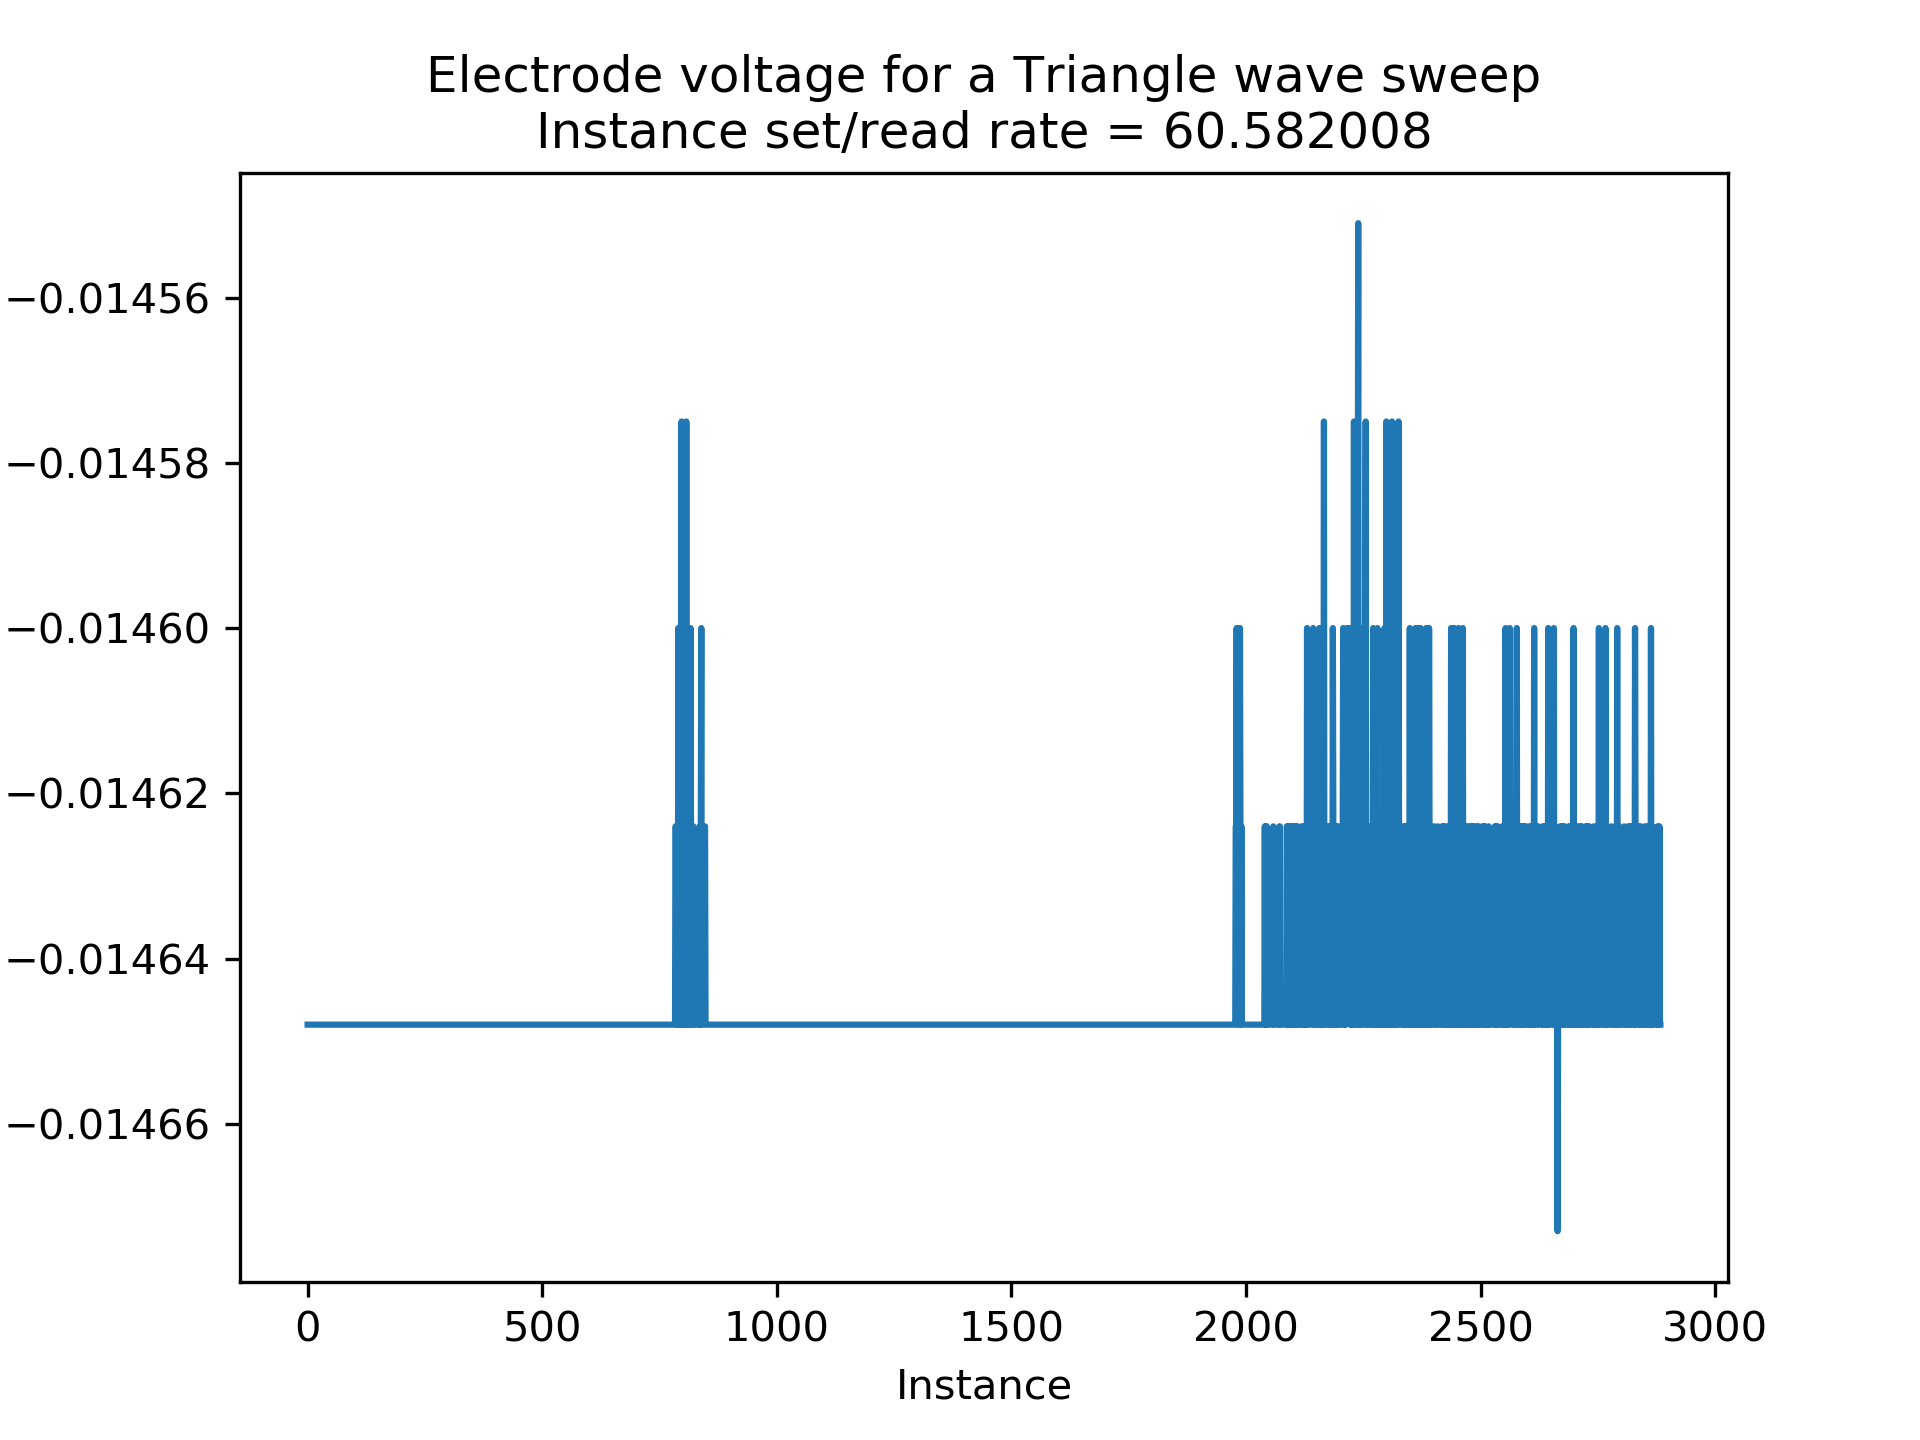 Electrode voltage for a Triangle wave sweep
Instance set/read rate = 60.582008
−0.01456
−0.01458
−0.01460
−0.01462
−0.01464
−0.01466
0 500 1000 1500 2000 2500 3000
Instance